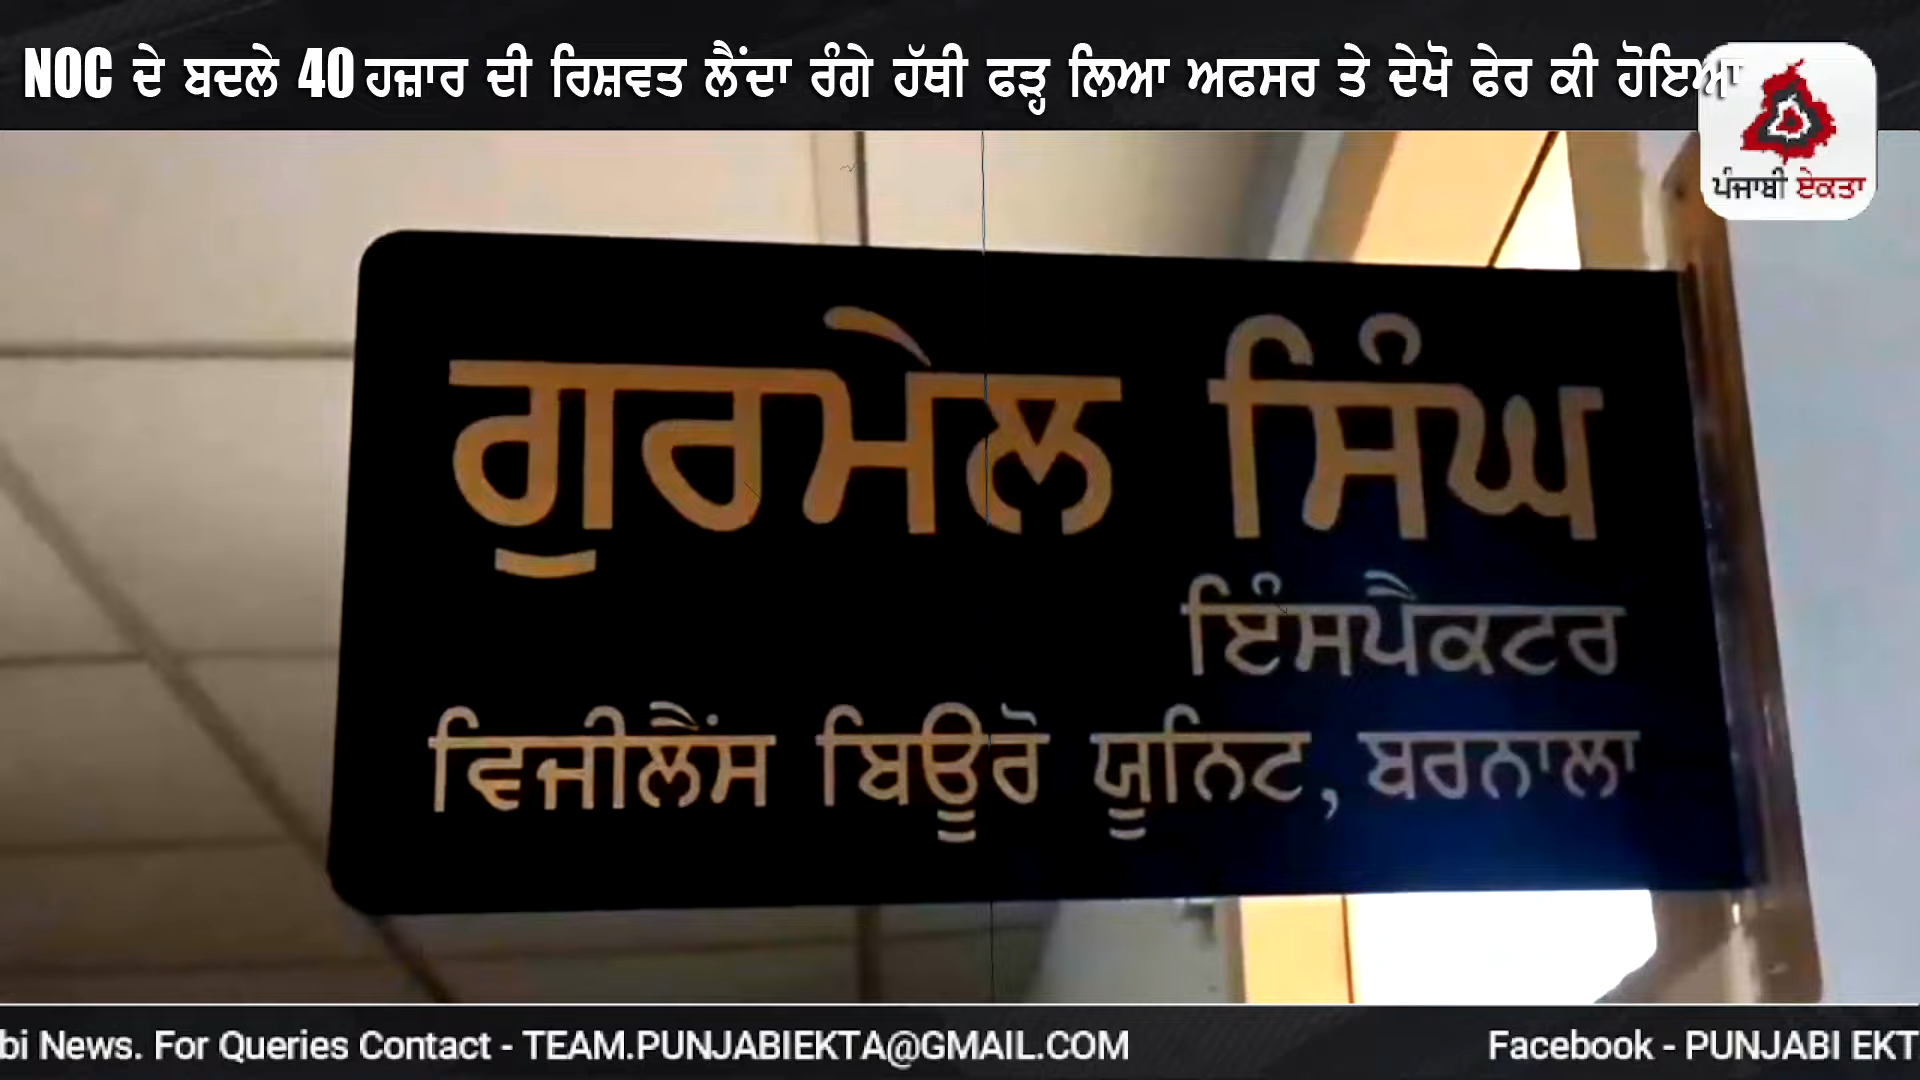 NOC ਦੇ ਬਦਲੇ 40 ਹਜ਼ਾਰ ਦੀ ਰਿਸ਼ਵਤ ਲੈਂਦਾ ਰੰਗੇ ਹੱਥੀ ਫੜ੍ਹ ਲਿਆ ਅਫਸਰ ਤੇ ਦੇਖੋ ਫੇਰ ਕੀ ਹੋਇਆ
ਪੰਜਾਬੀ ਏਕਤਾ
ਗੁਰਮੇਲ ਸਿੰਘ
ਇੰਸਪੈਕਟਰ
ਵਿਜੀਲੈਂਸ ਬਿਊਰੋ ਯੂਨਿਟ, ਬਰਨਾਲਾ
bi News. For Queries Contact - TEAM.PUNJABIEKTA@GMAIL.COM Facebook - PUNJABI EKT